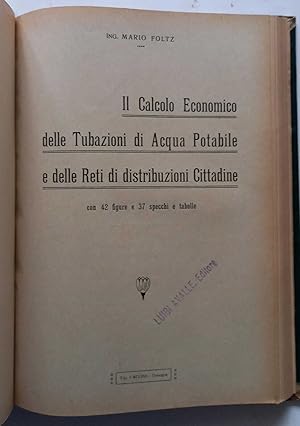 ING. MARIO FOLTZ
Il Calcolo Economico
delle Tubazioni di Acqua Potabile
e delle Reti di distribuzioni Cittadine
con 42 figure e 37 specchi e tabelle
LUIGI AVALLE, Editore
Tip.